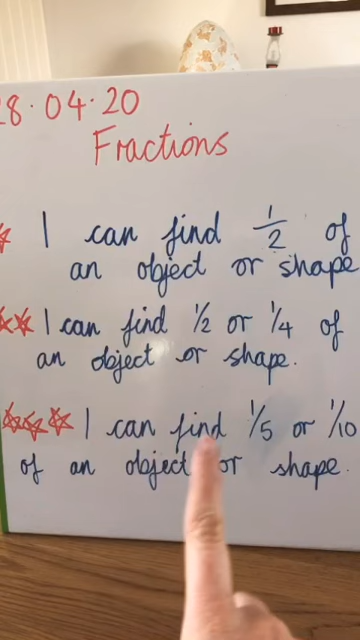 28.04.20
Fractions
I can find 1/2 of
an object or shape
I can find 1/2 or 1/4 of
an object or shape.
I can find 1/5 or 1/10
of an object or shape.